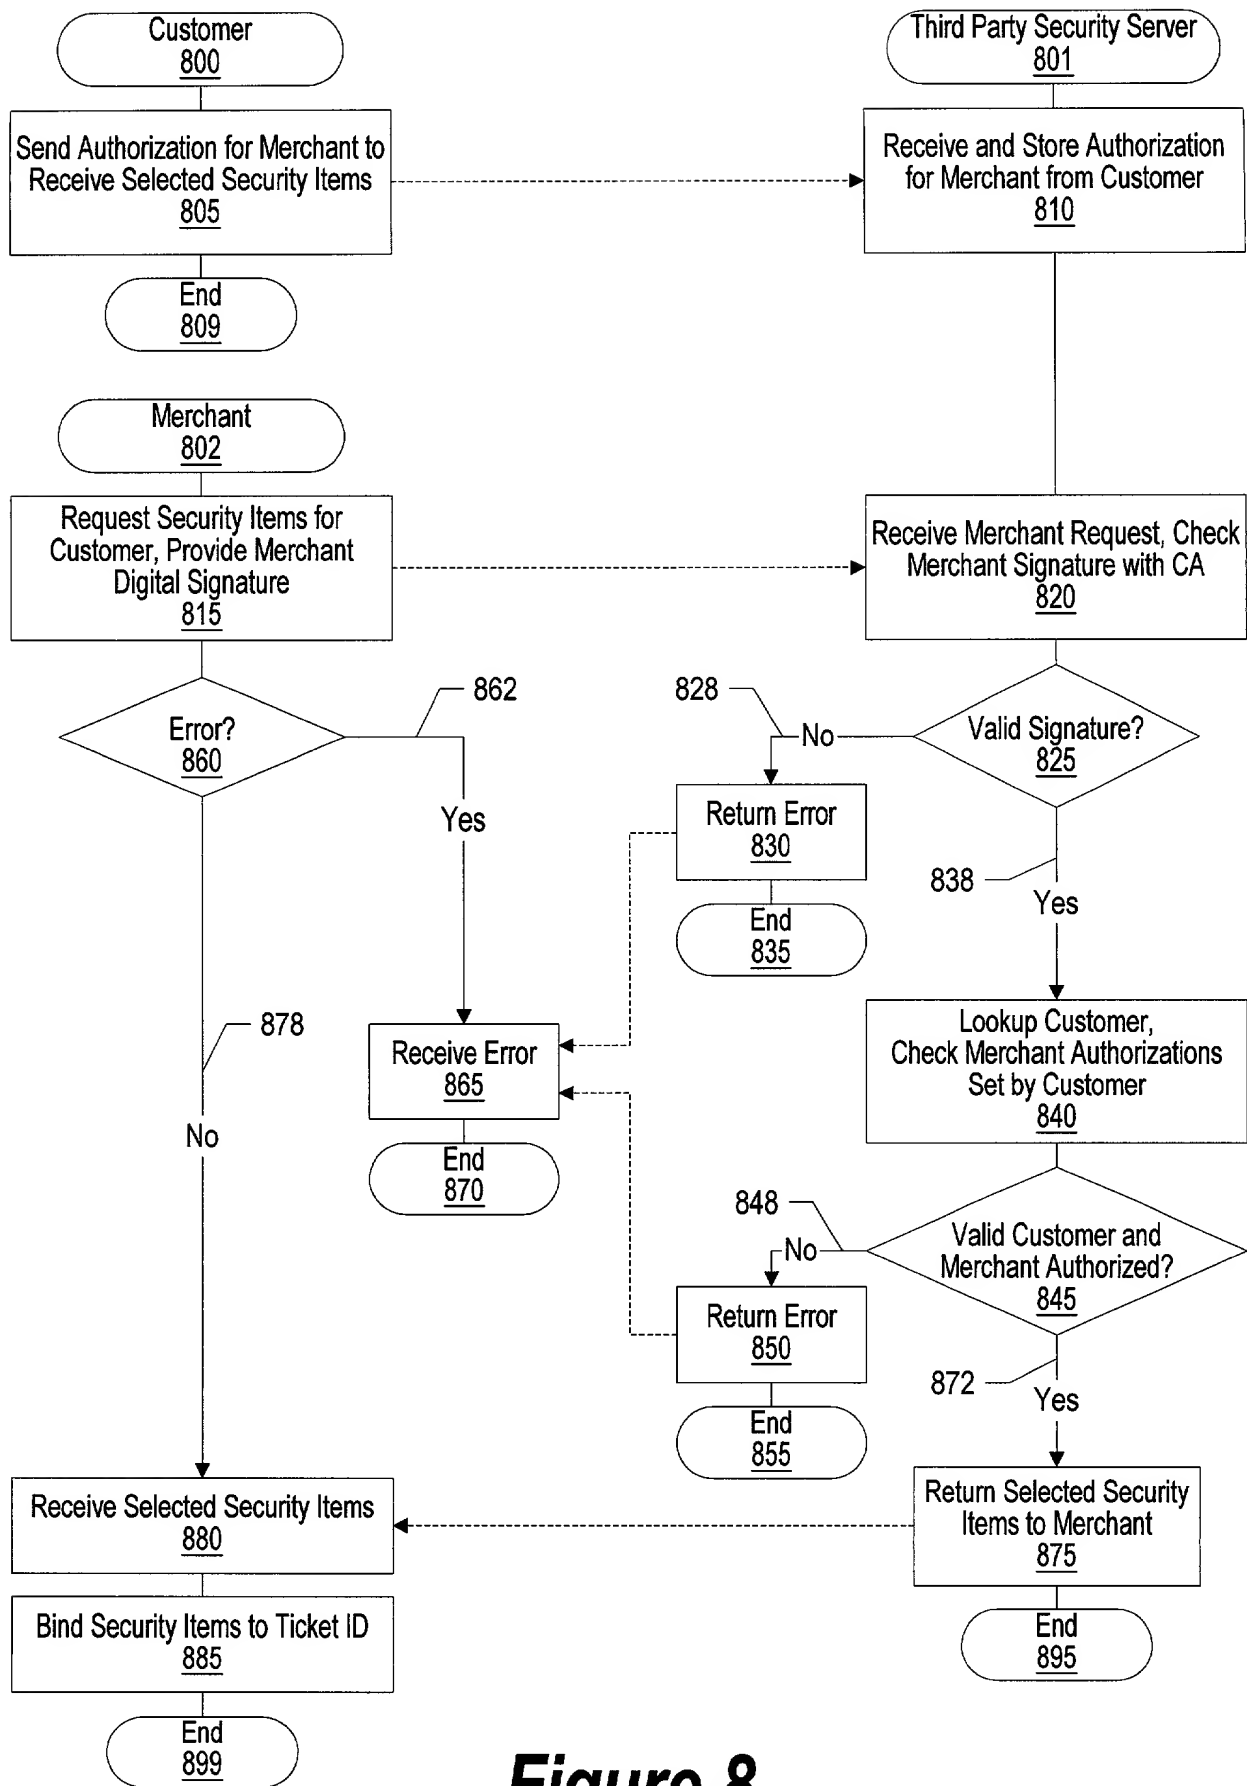 Customer
800
Third Party Security Server
801
Send Authorization for Merchant to
Receive Selected Security Items
805
Receive and Store Authorization
for Merchant from Customer
810
End
809
Merchant
802
Request Security Items for
Customer, Provide Merchant
Digital Signature
815
Receive Merchant Request, Check
Merchant Signature with CA
820
Error?
860
862
Yes
828
No
Valid Signature?
825
Return Error
830
End
835
838
Yes
878
No
Receive Error
865
End
870
Lookup Customer,
Check Merchant Authorizations
Set by Customer
840
848
No
Valid Customer and
Merchant Authorized?
845
Return Error
850
End
855
872
Yes
Receive Selected Security Items
880
Return Selected Security
Items to Merchant
875
Bind Security Items to Ticket ID
885
End
895
End
899
Figure 8